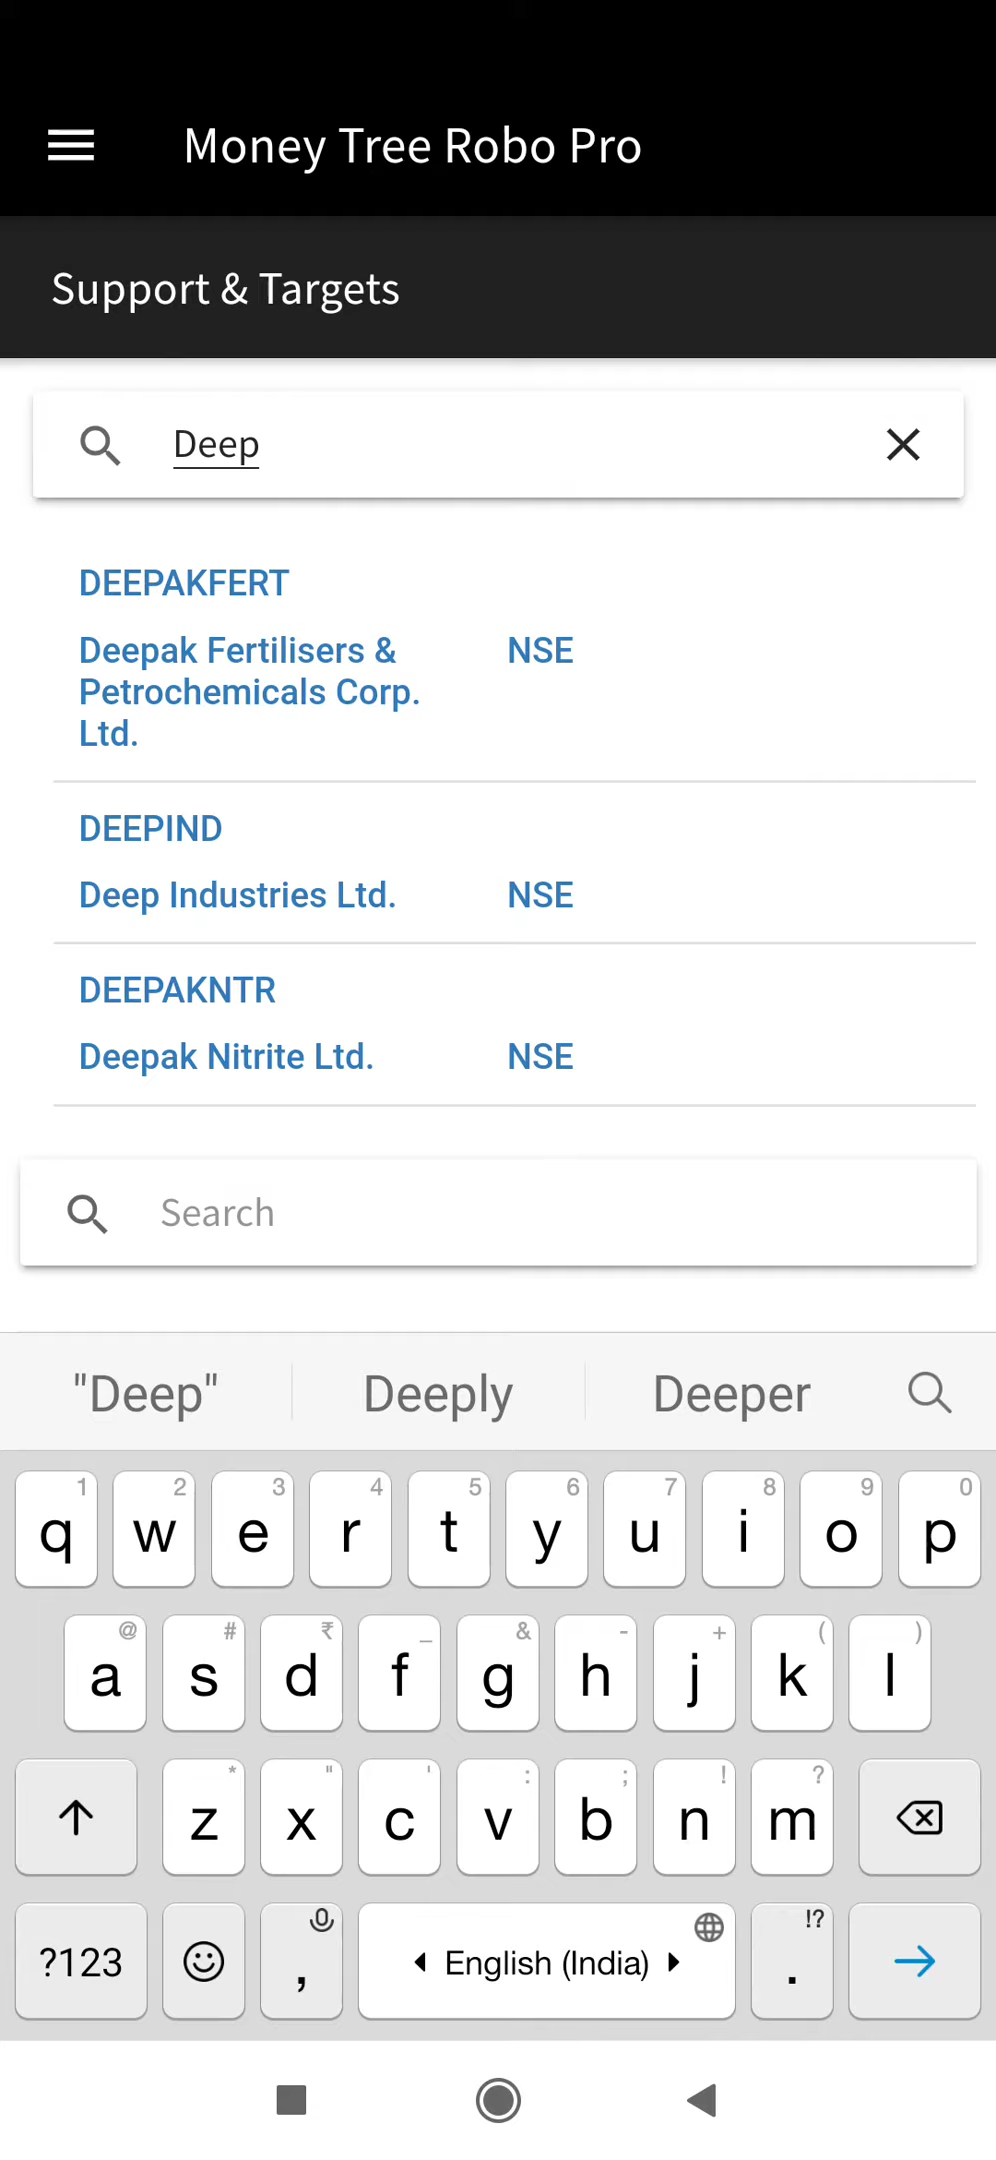 Money Tree Robo Pro
Support & Targets
Deep
DEEPAKFERT
Deepak Fertilisers & NSE
Petrochemicals Corp.
Ltd.
DEEPIND
Deep Industries Ltd. NSE
DEEPAKNTR
Deepak Nitrite Ltd. NSE
Search
"Deep" Deeply Deeper
1 2 3 4 5 6 7 8 9 0
q w e r t y u i o p
@ # ₹ _ & - + ( )
a s d f g h j k l
* " ' : ; ! ?
z x c v b n m
!?
?123 , English (India) .